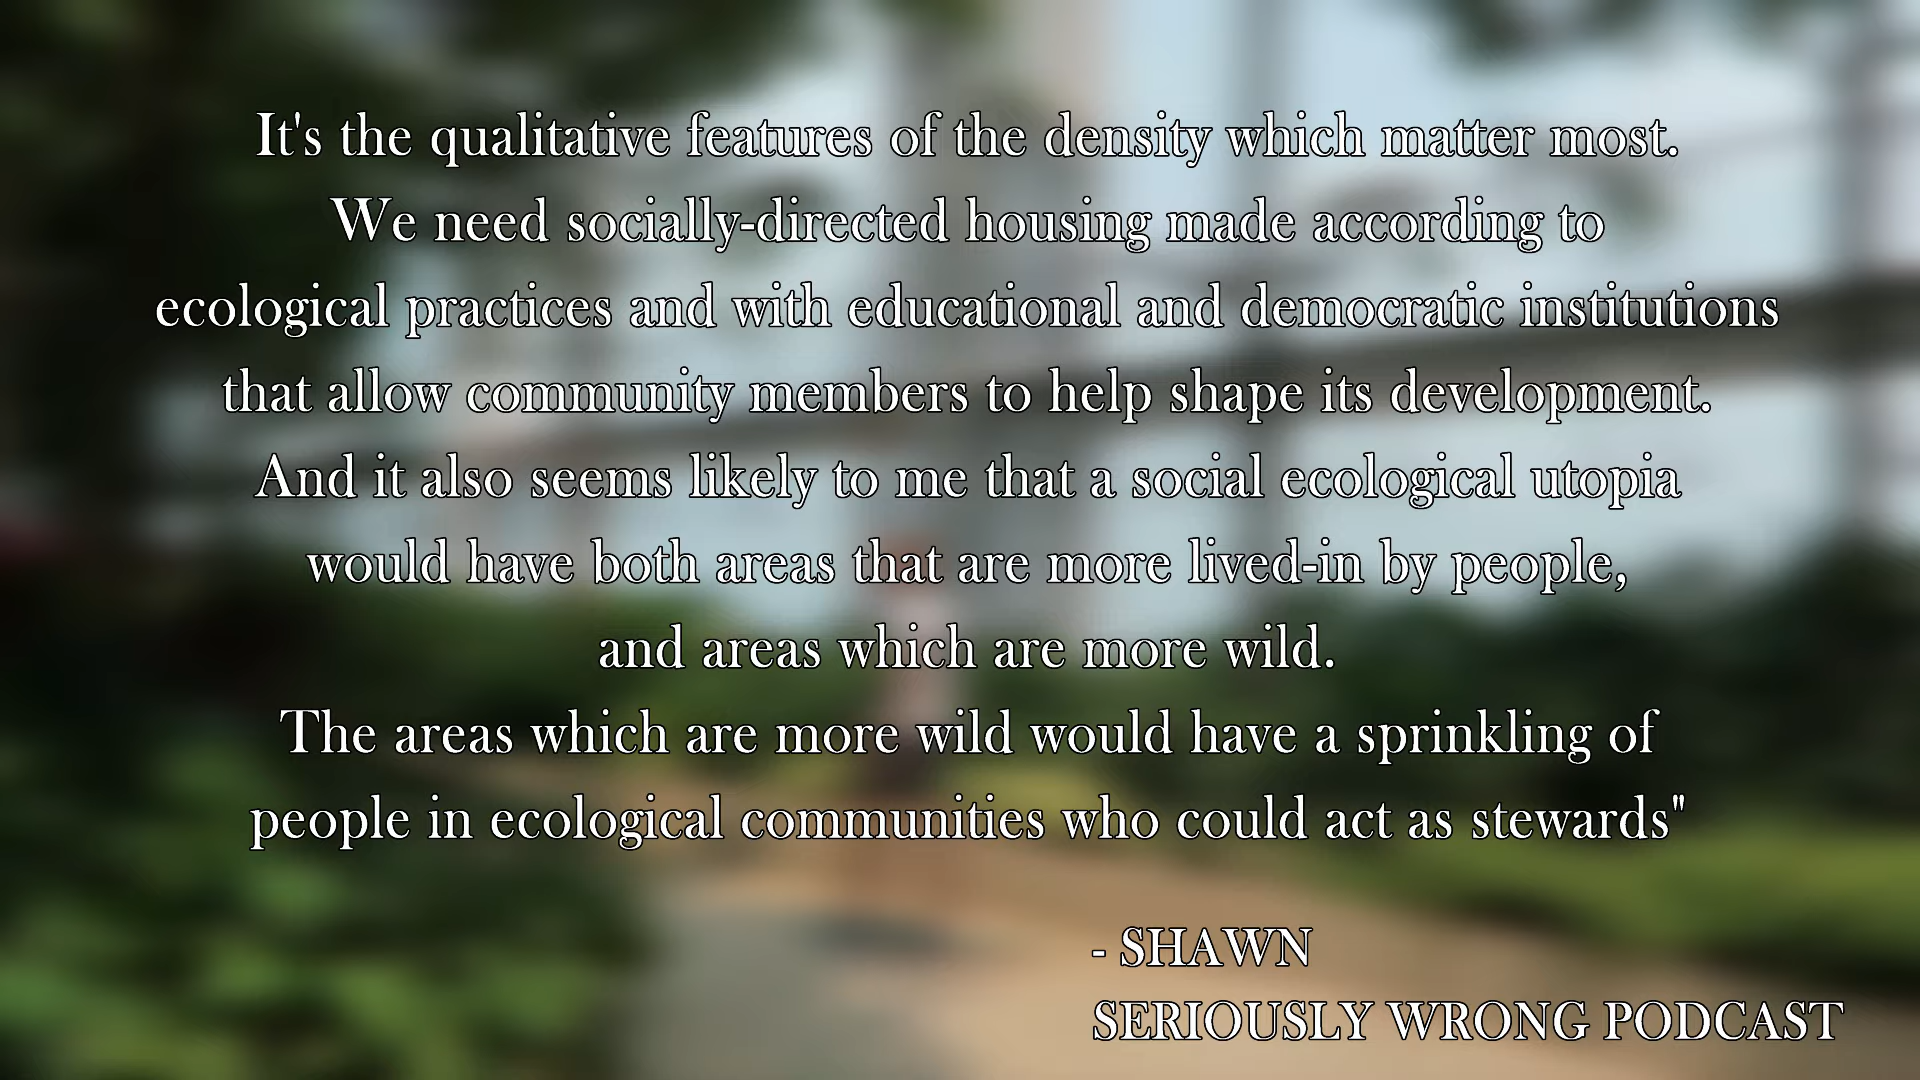 It's the qualitative features of the density which matter most.
We need socially-directed housing made according to
ecological practices and with educational and democratic institutions
that allow community members to help shape its development.
And it also seems likely to me that a social ecological utopia
would have both areas that are more lived-in by people,
and areas which are more wild.
The areas which are more wild would have a sprinkling of
people in ecological communities who could act as stewards"
- SHAWN
SERIOUSLY WRONG PODCAST